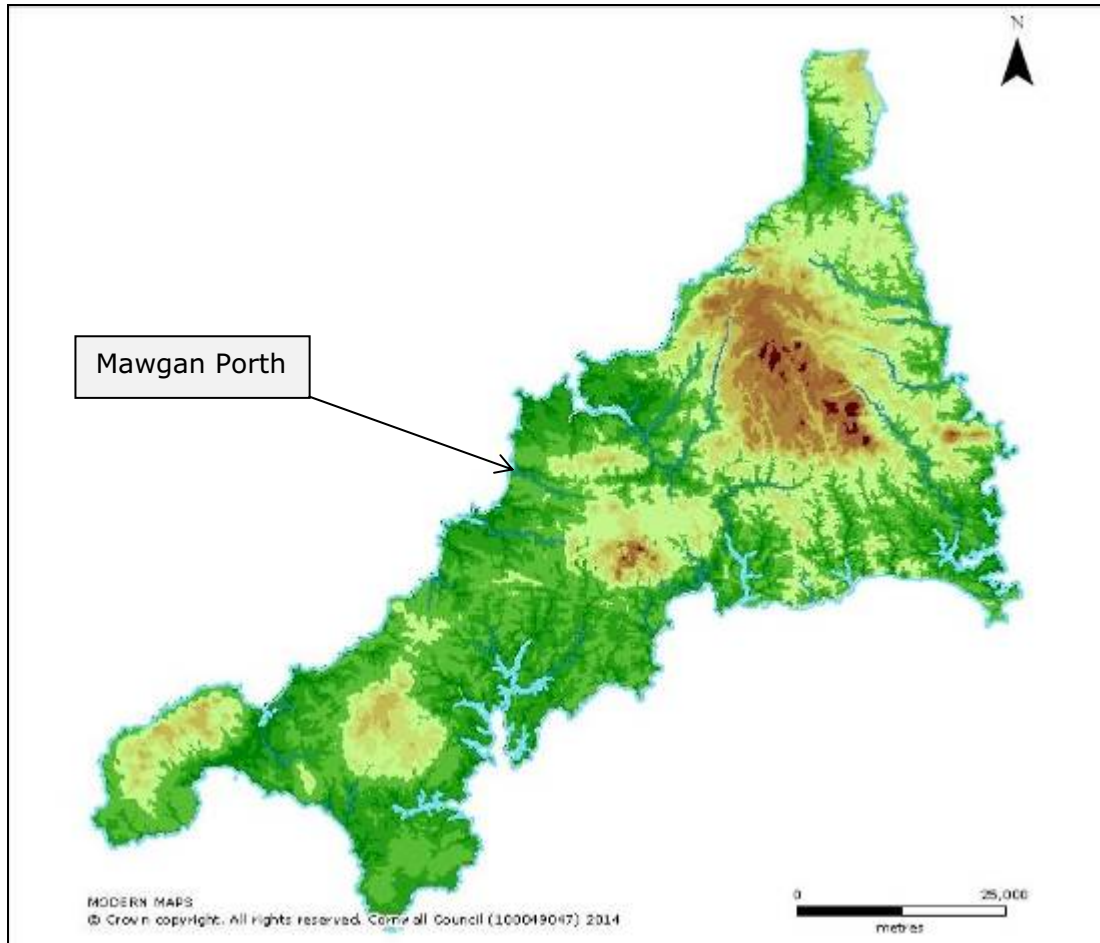 N
Mawgan Porth
MODERN MAPS
© Crown copyright. All rights reserved. Cornwall Council (100049047) 2014
0 25,000
metres